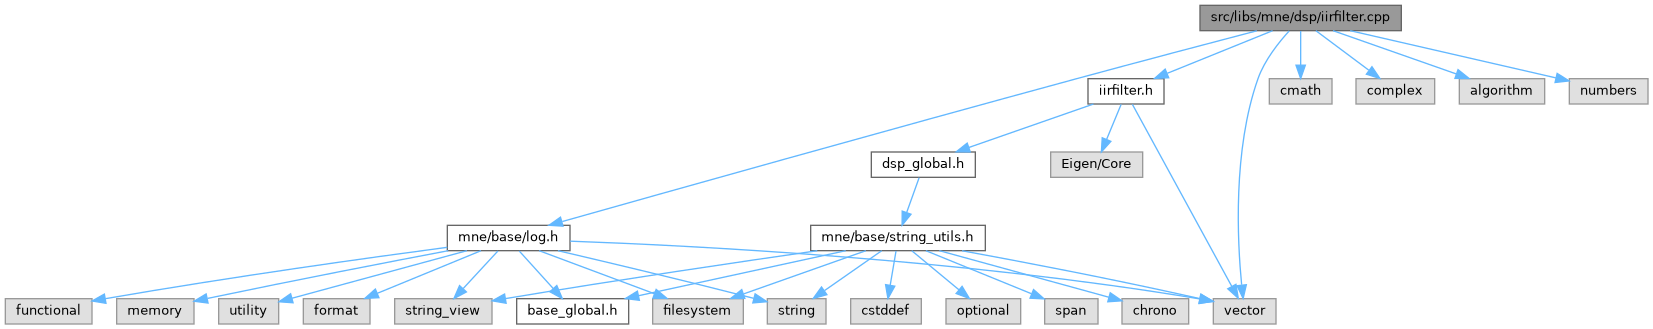 src/libs/mne/dsp/iirfilter.cpp
iirfilter.h
cmath
complex
algorithm
numbers
dsp_global.h
Eigen/Core
mne/base/log.h
mne/base/string_utils.h
functional
memory
utility
format
string_view
base_global.h
filesystem
string
cstddef
optional
span
chrono
vector